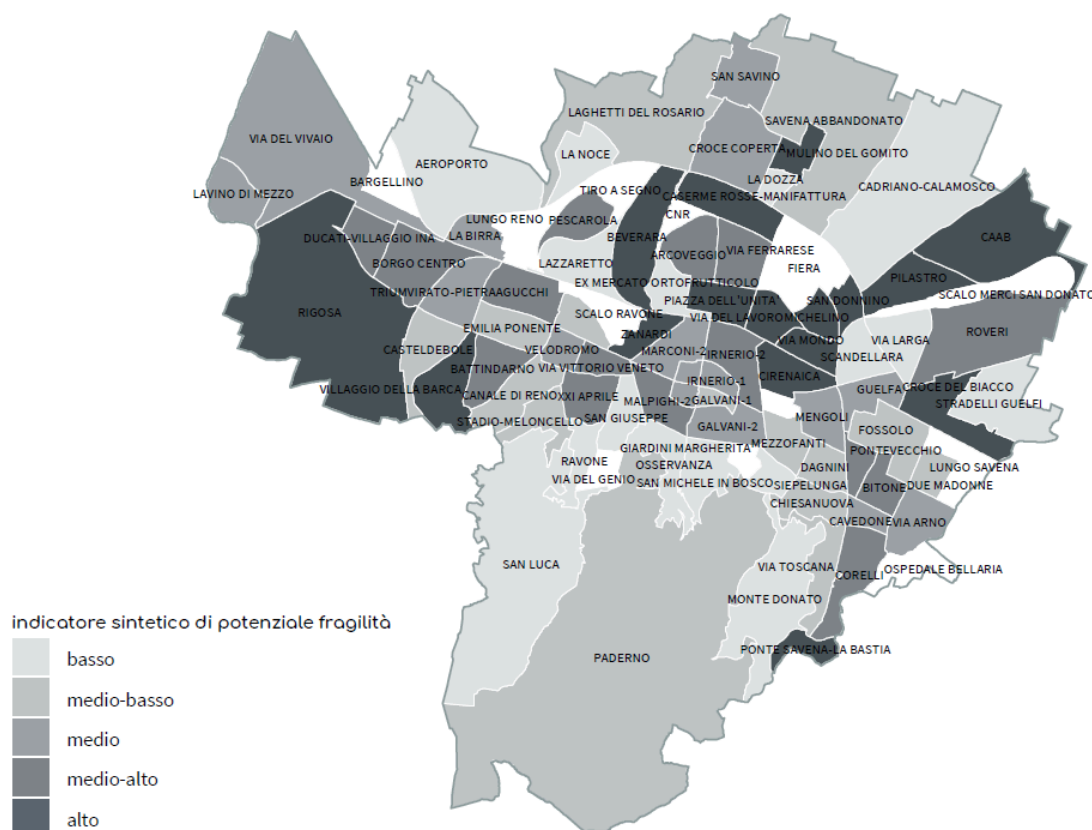 SAN SAVINO
LAGHETTI DEL ROSARIO
SAVENA ABBANDONATO
VIA DEL VIVAIO
CROCE COPERTA
LA NOCE
MULINO DEL GOMITO
AEROPORTO
BARGELLINO
LA DOZZA
CADRIANO-CALAMOSCO
LAVINO DI MEZZO
TIRO A SEGNO
CASERME ROSSE-MANIFATTURA
LUNGO RENO
PESCAROLA
CNR
DUCATI-VILLAGGIO INA
LA BIRRA
BEVERARA
CAAB
BORGO CENTRO
LAZZARETTO
ARCOVEGGIO
VIA FERRARESE
FIERA
PILASTRO
EX MERCATO ORTOFRUTTICOLO
TRIUMVIRATO-PIETRA
AGUCCHI
SCALO MERCI SAN DONATO
PIAZZA DELL'UNITA'
SAN DONNINO
RIGOSA
SCALO RAVONE
VIA DEL LAVORO
MICHELINO
EMILIA PONENTE
ZANARDI
ROVERI
VIA MONDO
VIA LARGA
CASTELDEBOLE
VELODROMO
MARCONI-2
IRNERIO-2
SCANDELLARA
BATTINDARNO
VIA VITTORIO VENETO
IRNERIO-1
CIRENAICA
VILLAGGIO DELLA BARCA
GUELFA
CROCE DEL BIACCO
CANALE DI RENO
XXI APRILE
MALPIGHI-2
GALVANI-1
STRADELLI GUELFI
STADIO-MELONCELLO
SAN GIUSEPPE
MENGOLI
GALVANI-2
FOSSOLO
GIARDINI MARGHERITA
MEZZOFANTI
PONTEVECCHIO
RAVONE
OSSERVANZA
DAGNINI
LUNGO SAVENA
VIA DEL GENIO
SAN MICHELE IN BOSCO
SIEPELUNGA
BITONE
DUE MADONNE
CHIESANUOVA
CAVEDONE
VIA ARNO
SAN LUCA
VIA TOSCANA
CORELLI
OSPEDALE BELLARIA
MONTE DONATO
PADERNO
PONTE SAVENA-LA BASTIA
indicatore sintetico di potenziale fragilità
basso
medio-basso
medio
medio-alto
alto